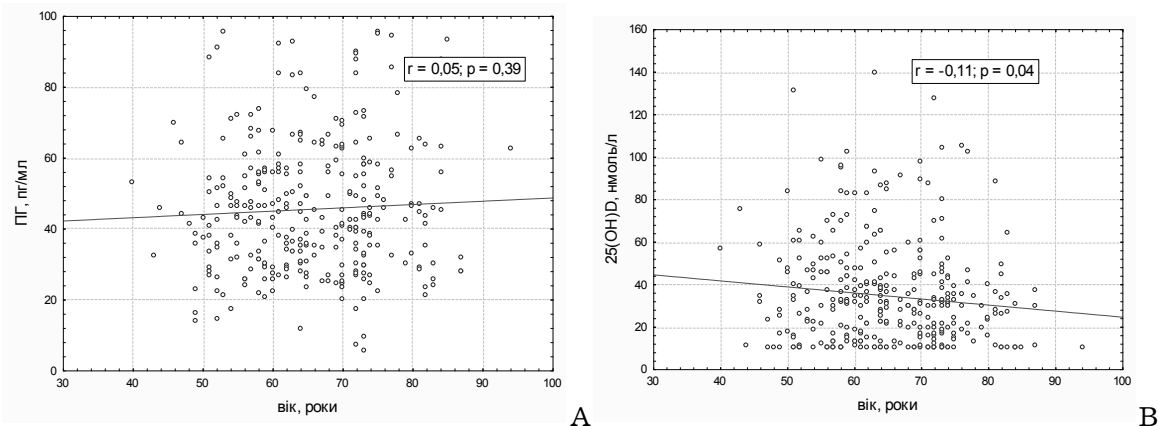 100
80
60
40
20
0
ПГ, пг/мл
r = 0,05; p = 0,39
30 40 50 60 70 80 90 100
вік, роки
А
160
140
120
100
80
60
40
20
0
25(OH)D, нмоль/л
r = -0,11; p = 0,04
30 40 50 60 70 80 90 100
вік, роки
В